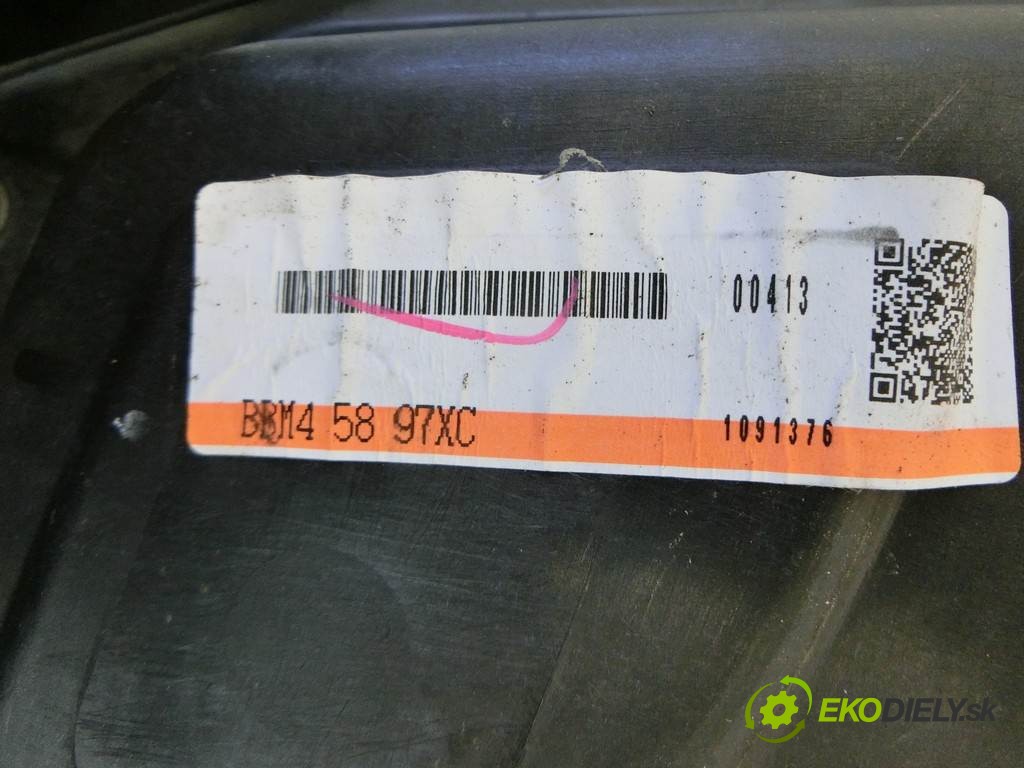 00413
BBM4 58 97XC
1091376
EKODIELY.sk